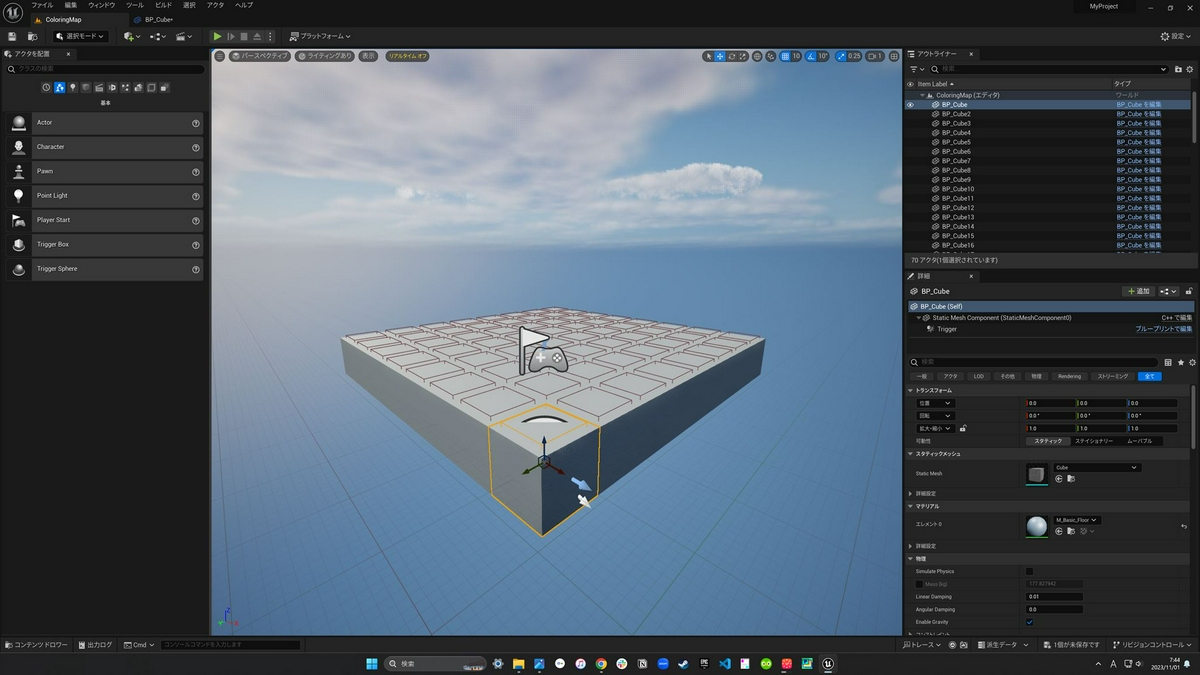 ファイル 編集 ウィンドウ ツール ビルド 選択 アクタ ヘルプ
MyProject
ColoringMap
BP_Cube*
選択モード
プラットフォーム
設定
アクタを配置
クラスの検索
基本
Actor
Character
Pawn
Point Light
Player Start
Trigger Box
Trigger Sphere
パースペクティブ ライティングあり 表示 リアルタイム オフ
10 10° 0.25 1
アウトライナー
検索...
Item Label タイプ
ColoringMap (エディタ) ワールド
BP_Cube BP_Cube を編集
BP_Cube2 BP_Cube を編集
BP_Cube3 BP_Cube を編集
BP_Cube4 BP_Cube を編集
BP_Cube5 BP_Cube を編集
BP_Cube6 BP_Cube を編集
BP_Cube7 BP_Cube を編集
BP_Cube8 BP_Cube を編集
BP_Cube9 BP_Cube を編集
BP_Cube10 BP_Cube を編集
BP_Cube11 BP_Cube を編集
BP_Cube12 BP_Cube を編集
BP_Cube13 BP_Cube を編集
BP_Cube14 BP_Cube を編集
BP_Cube15 BP_Cube を編集
BP_Cube16 BP_Cube を編集
70 アクタ(1個選択されています)
詳細
BP_Cube
追加
BP_Cube (Self)
Static Mesh Component (StaticMeshComponent0) C++ で編集
Trigger ブループリントで編集
検索
一般 アクタ LOD その他 物理 Rendering ストリーミング 全て
トランスフォーム
位置 0.0 0.0 0.0
回転 0.0° 0.0° 0.0°
拡大・縮小 1.0 1.0 1.0
可動性 スタティック ステイショナリー ムーバブル
スタティックメッシュ
Static Mesh Cube
詳細設定
マテリアル
エレメント 0 M_Basic_Floor
詳細設定
物理
Simulate Physics
Mass (kg) 177.827942
Linear Damping 0.01
Angular Damping 0.0
Enable Gravity
コンテンツドロワー 出力ログ Cmd コンソールコマンドを入力します
トレース 派生データ 1個が未保存です リビジョンコントロール
検索
A
7:44
2023/11/01